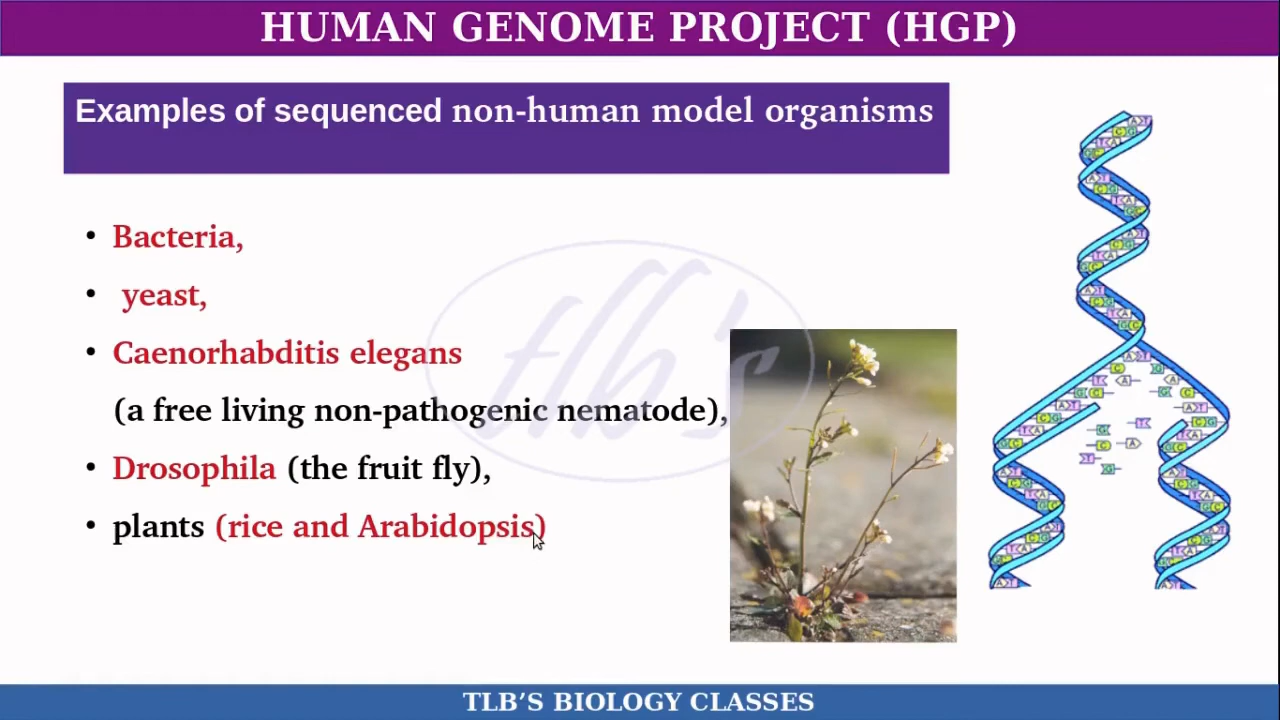 HUMAN GENOME PROJECT (HGP)
Examples of sequenced non-human model organisms
• Bacteria,
• yeast,
• Caenorhabditis elegans
(a free living non-pathogenic nematode),
• Drosophila (the fruit fly),
• plants (rice and Arabidopsis)
tlb's
TLB’S BIOLOGY CLASSES